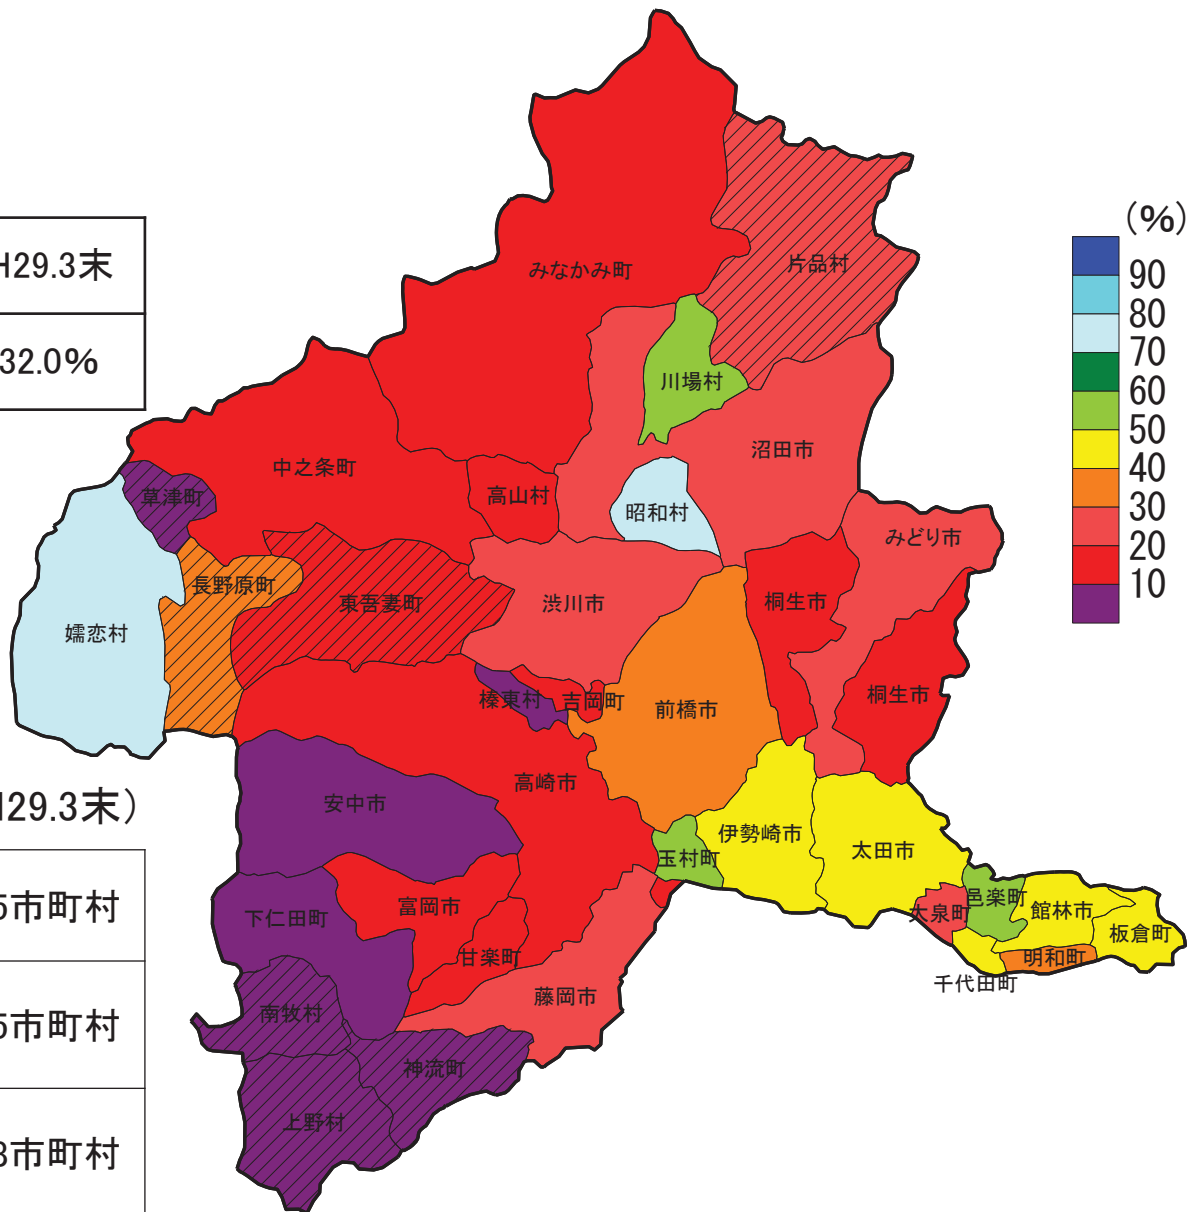 H29.3末
32.0%
(%)
90
80
70
60
50
40
30
20
10
みなかみ町
片品村
川場村
沼田市
中之条町
草津町
高山村
昭和村
みどり市
長野原町
東吾妻町
渋川市
桐生市
嬬恋村
榛東村
吉岡町
前橋市
桐生市
高崎市
安中市
伊勢崎市
太田市
玉村町
邑楽町
大泉町
館林市
板倉町
明和町
千代田町
富岡市
下仁田町
甘楽町
藤岡市
南牧村
神流町
上野村
H29.3末)
5市町村
5市町村
3市町村